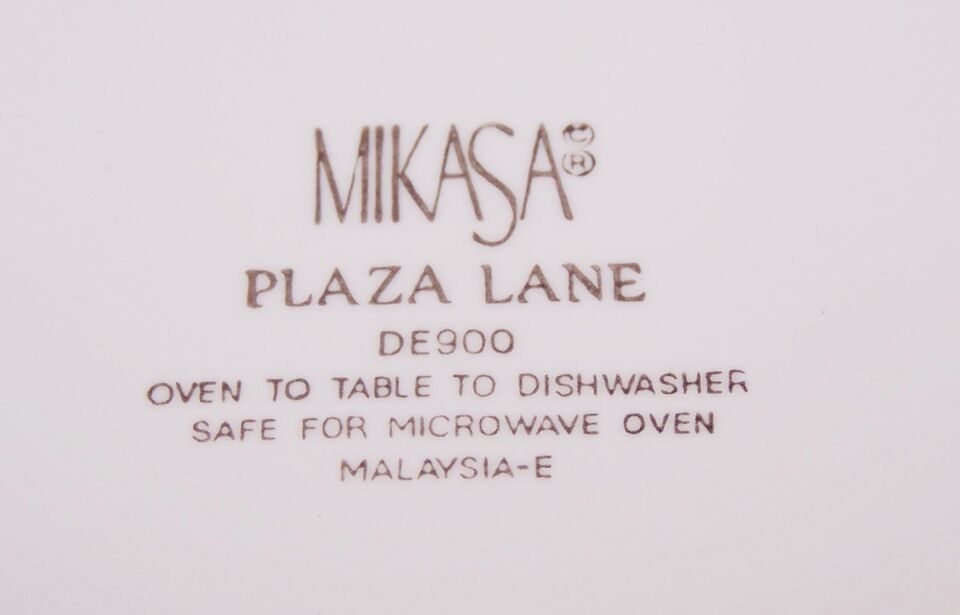 MIKASA©®
PLAZA LANE
DE900
OVEN TO TABLE TO DISHWASHER
SAFE FOR MICROWAVE OVEN
MALAYSIA-E